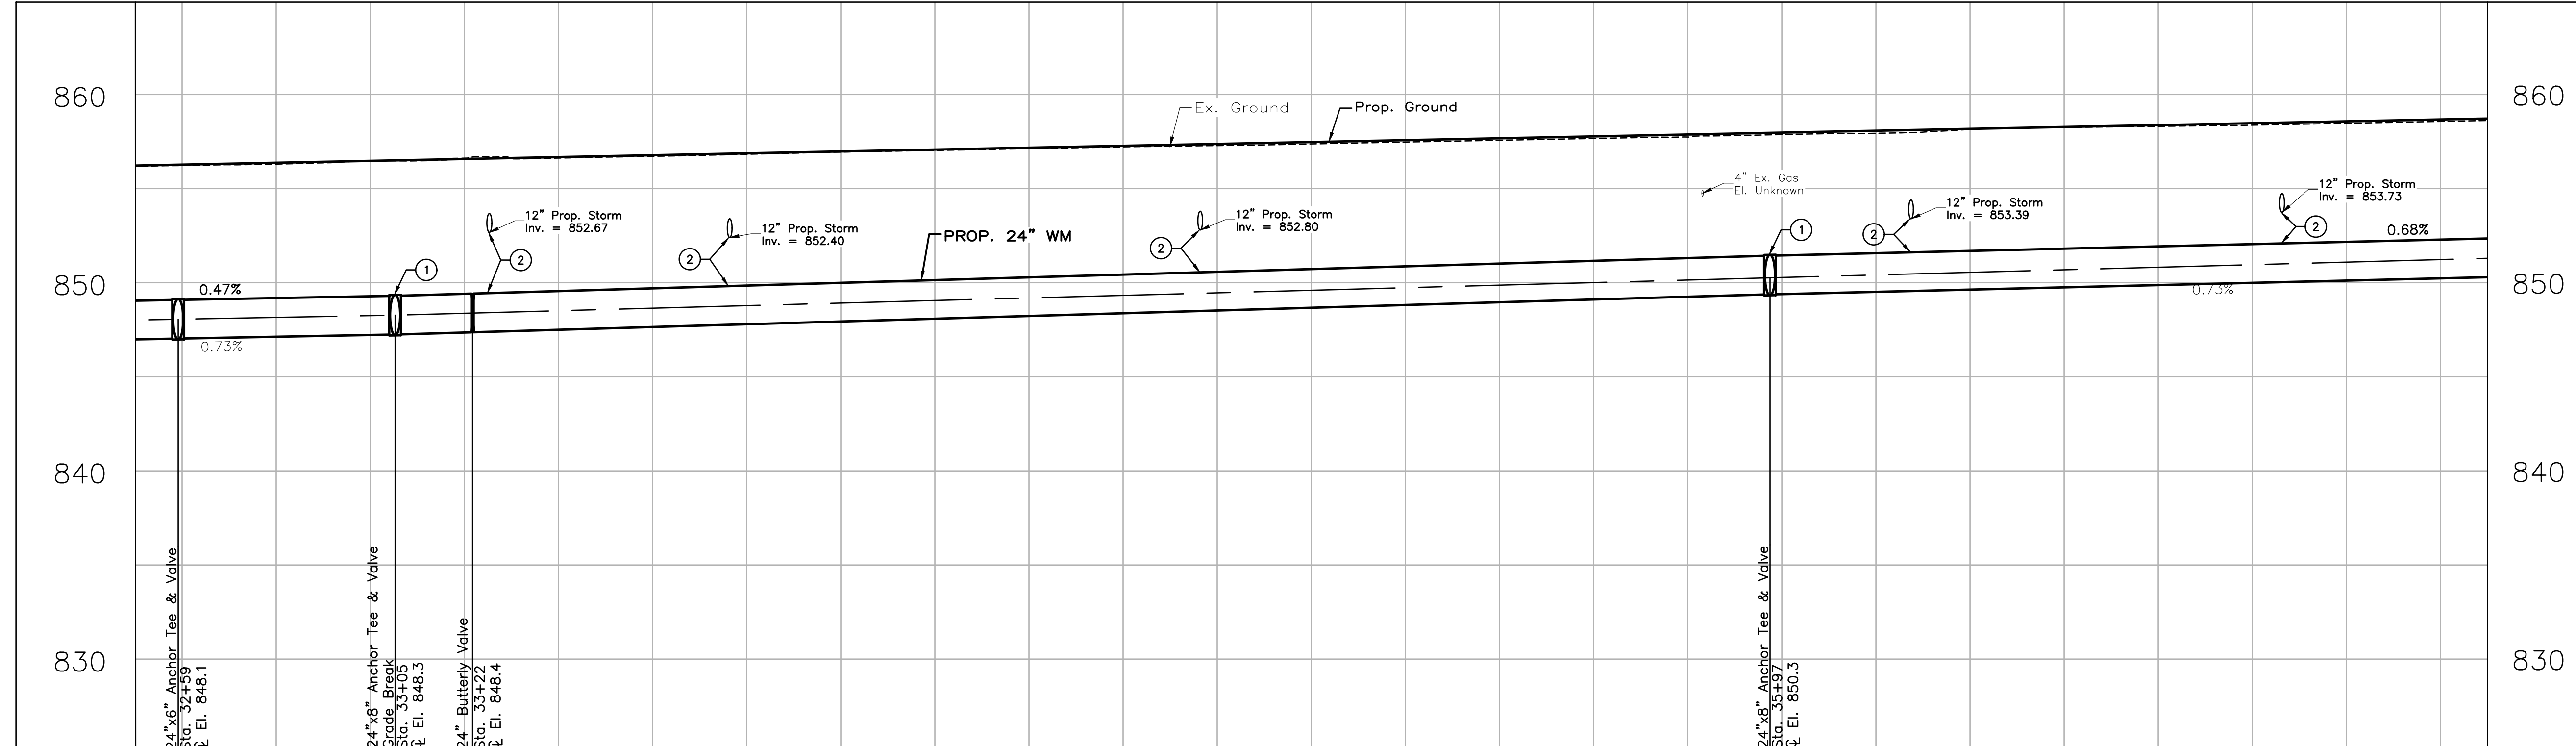 860
860
Ex. Ground
Prop. Ground
4" Ex. Gas
El. Unknown
12" Prop. Storm
Inv. = 852.67
12" Prop. Storm
Inv. = 852.40
12" Prop. Storm
Inv. = 852.80
12" Prop. Storm
Inv. = 853.39
12" Prop. Storm
Inv. = 853.73
PROP. 24" WM
2
2
2
2
2
1
1
0.68%
850
0.47%
0.73%
0.73%
850
840
840
830
830
24"x6" Anchor Tee & Valve
Sta. 32+59
℄ El. 848.1
24"x8" Anchor Tee & Valve
Grade Break
Sta. 33+05
℄ El. 848.3
24" Butterly Valve
Sta. 33+22
℄ El. 848.4
24"x8" Anchor Tee & Valve
Sta. 35+97
℄ El. 850.3